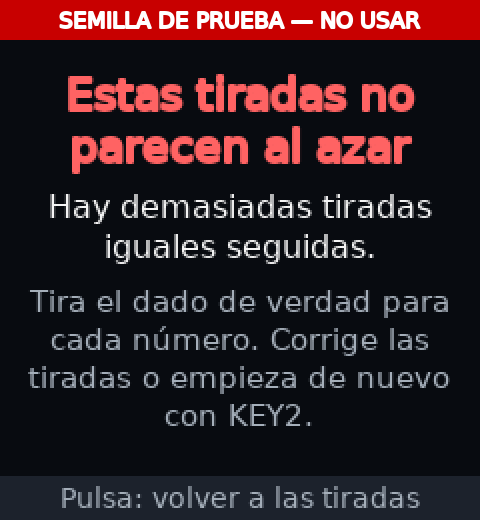 SEMILLA DE PRUEBA — NO USAR
Estas tiradas no
parecen al azar
Hay demasiadas tiradas
iguales seguidas.
Tira el dado de verdad para
cada número. Corrige las
tiradas o empieza de nuevo
con KEY2.
Pulsa: volver a las tiradas